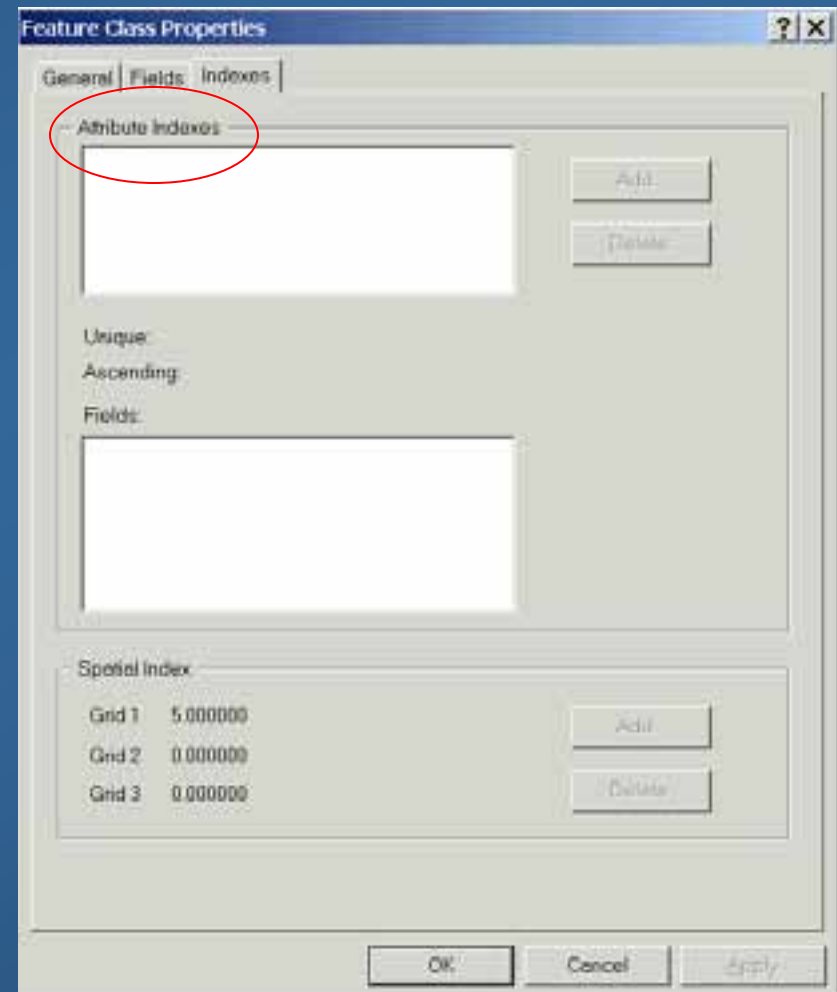 Feature Class Properties
General Fields Indexes
Attribute Indexes
Add
Delete
Unique:
Ascending:
Fields:
Spatial Index
Grid 1 5.000000
Grid 2 0.000000
Grid 3 0.000000
Add
Delete
OK Cancel Apply